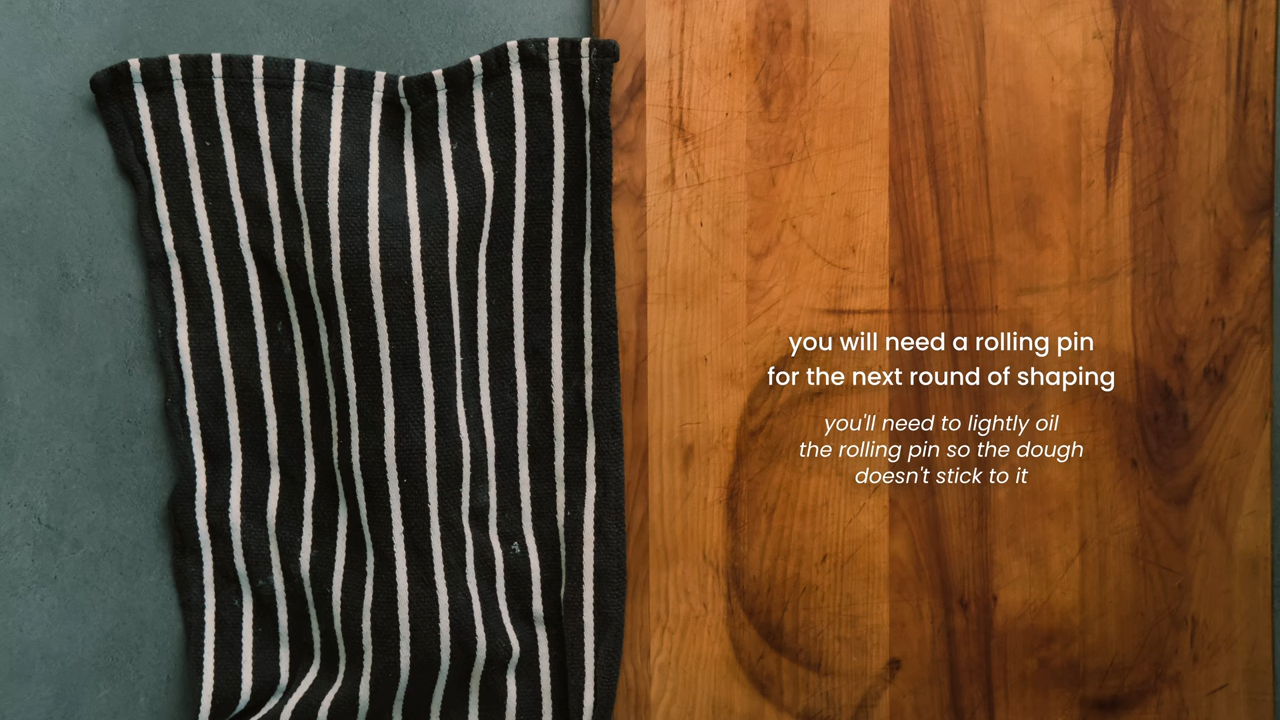 you will need a rolling pin
for the next round of shaping
you'll need to lightly oil
the rolling pin so the dough
doesn't stick to it